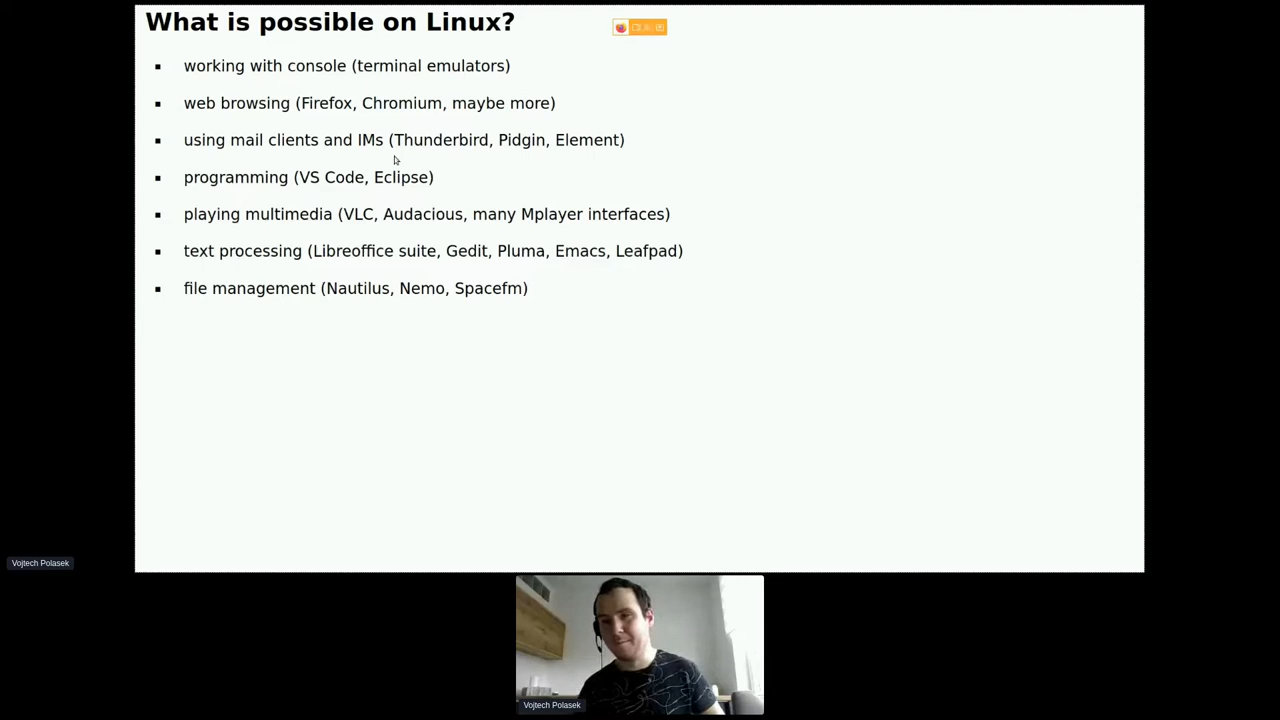 What is possible on Linux?
▪ working with console (terminal emulators)
▪ web browsing (Firefox, Chromium, maybe more)
▪ using mail clients and IMs (Thunderbird, Pidgin, Element)
▪ programming (VS Code, Eclipse)
▪ playing multimedia (VLC, Audacious, many Mplayer interfaces)
▪ text processing (Libreoffice suite, Gedit, Pluma, Emacs, Leafpad)
▪ file management (Nautilus, Nemo, Spacefm)
Vojtech Polasek
Vojtech Polasek